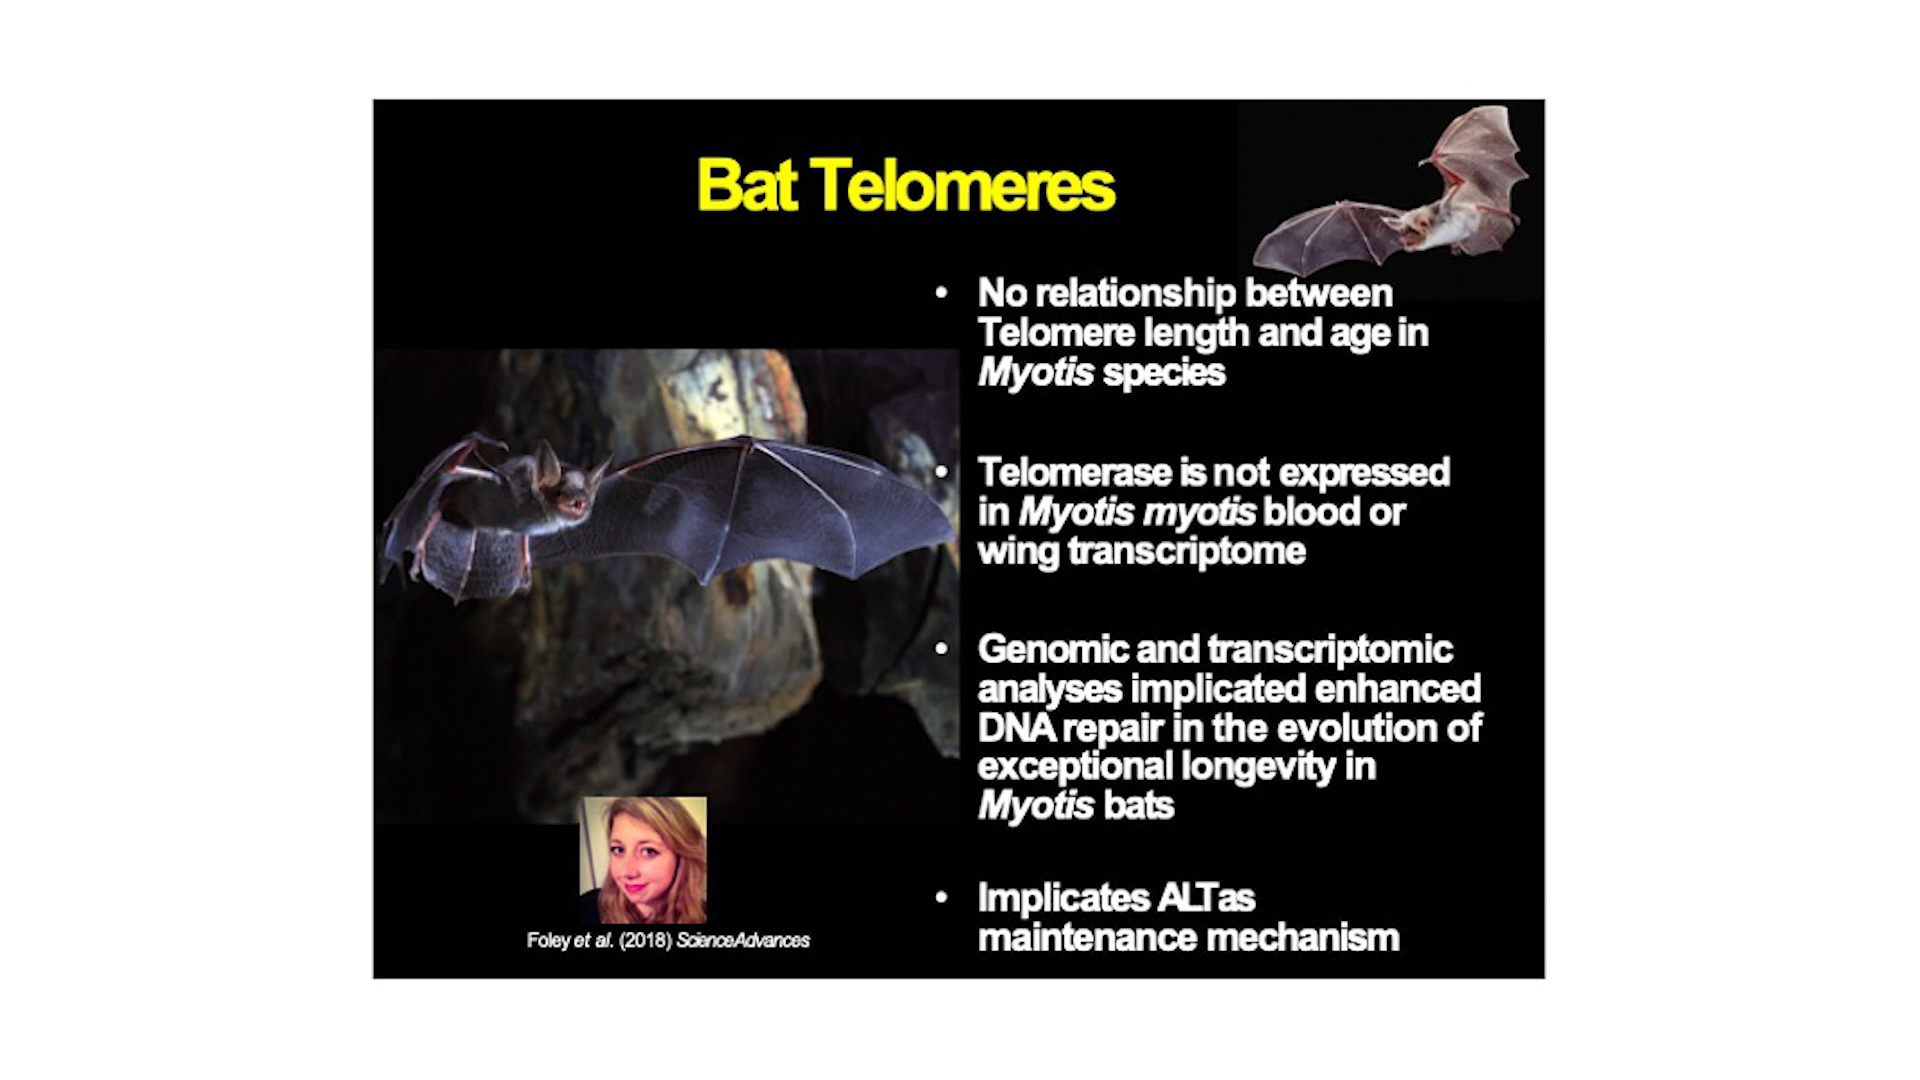 Bat Telomeres
• No relationship between
Telomere length and age in
Myotis species
• Telomerase is not expressed
in Myotis myotis blood or
wing transcriptome
• Genomic and transcriptomic
analyses implicated enhanced
DNA repair in the evolution of
exceptional longevity in
Myotis bats
• Implicates ALTas
maintenance mechanism
Foley et al. (2018) ScienceAdvances